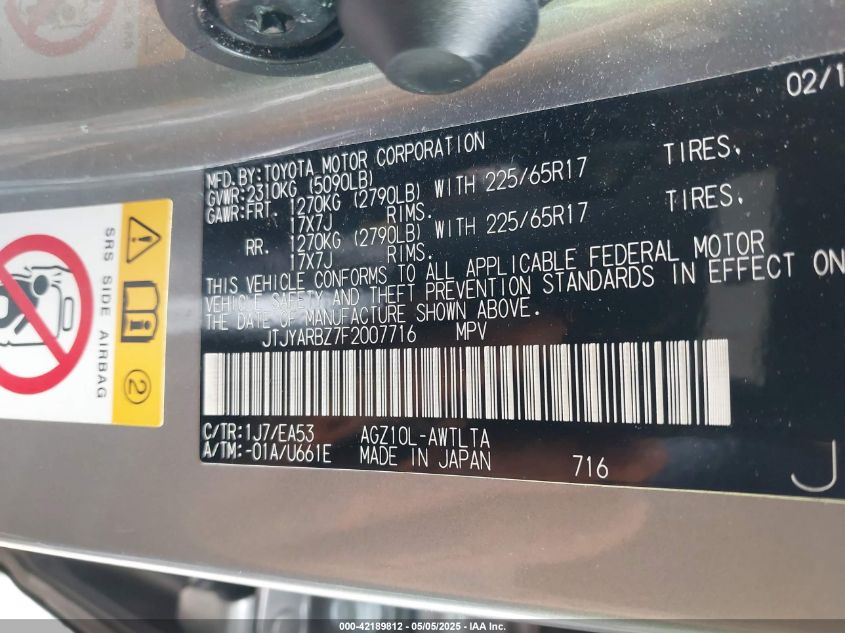 02/1
MFD.BY:TOYOTA MOTOR CORPORATION
GVWR:2310KG (5090LB)
GAWR:FRT. 1270KG (2790LB) WITH 225/65R17 TIRES.
17X7J RIMS.
RR. 1270KG (2790LB) WITH 225/65R17 TIRES.
17X7J RIMS.
THIS VEHICLE CONFORMS TO ALL APPLICABLE FEDERAL MOTOR
VEHICLE SAFETY AND THEFT PREVENTION STANDARDS IN EFFECT ON
THE DATE OF MANUFACTURE SHOWN ABOVE.
JTJYARBZ7F2007716 MPV
C/TR:1J7/EA53 AGZ10L-AWTLTA
A/TM:-01A/U661E MADE IN JAPAN 716
J
SRS SIDE AIRBAG
2
000-42189812 - 05/05/2025 - IAA Inc.